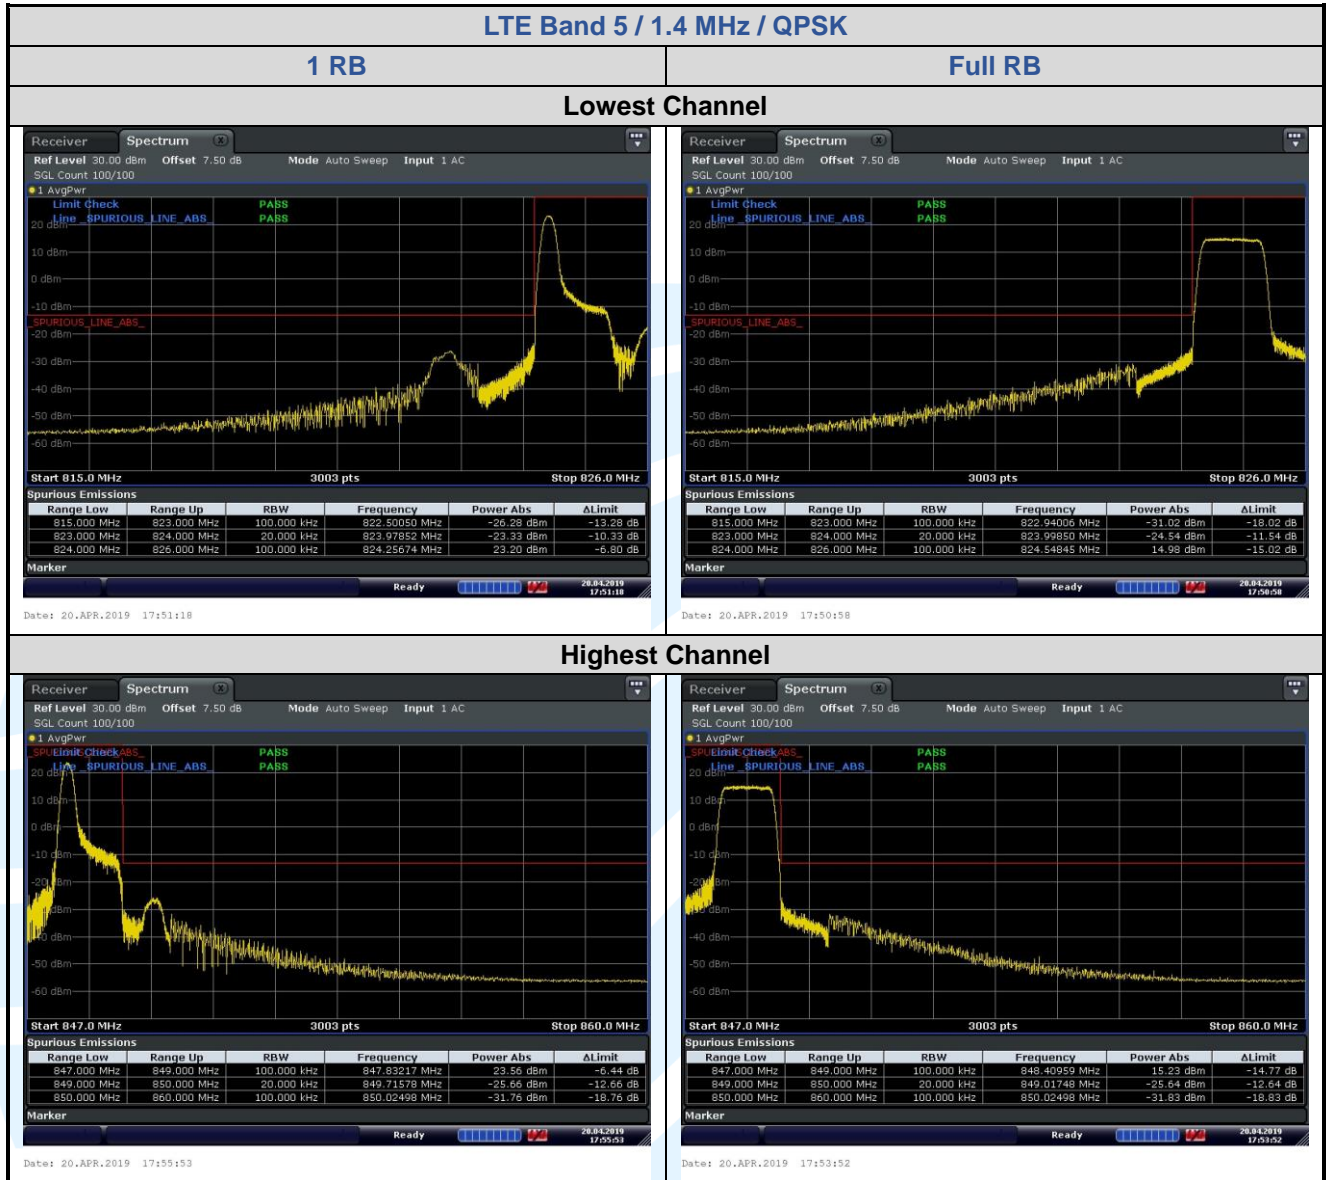 LTE Band 5 / 1.4 MHz / QPSK
1 RB
Full RB
Lowest Channel
Receiver Spectrum
Ref Level 30.00 dBm Offset 7.50 dB Mode Auto Sweep Input 1 AC
SGL Count 100/100
1 AvgPwr
Limit Check PASS
Line _SPURIOUS_LINE_ABS_ PASS
20 dBm
10 dBm
0 dBm
-10 dBm
_SPURIOUS_LINE_ABS_
-20 dBm
-30 dBm
-40 dBm
-50 dBm
-60 dBm
Start 815.0 MHz 3003 pts Stop 826.0 MHz
Spurious Emissions
Range Low Range Up RBW Frequency Power Abs ΔLimit
815.000 MHz 823.000 MHz 100.000 kHz 822.50050 MHz -26.28 dBm -13.28 dB
823.000 MHz 824.000 MHz 20.000 kHz 823.97852 MHz -23.33 dBm -10.33 dB
824.000 MHz 826.000 MHz 100.000 kHz 824.25674 MHz 23.20 dBm -6.80 dB
Marker
Ready 20.04.2019
17:51:18
Date: 20.APR.2019 17:51:18
Receiver Spectrum
Ref Level 30.00 dBm Offset 7.50 dB Mode Auto Sweep Input 1 AC
SGL Count 100/100
1 AvgPwr
Limit Check PASS
Line _SPURIOUS_LINE_ABS_ PASS
20 dBm
10 dBm
0 dBm
-10 dBm
_SPURIOUS_LINE_ABS_
-20 dBm
-30 dBm
-40 dBm
-50 dBm
-60 dBm
Start 815.0 MHz 3003 pts Stop 826.0 MHz
Spurious Emissions
Range Low Range Up RBW Frequency Power Abs ΔLimit
815.000 MHz 823.000 MHz 100.000 kHz 822.94006 MHz -31.02 dBm -18.02 dB
823.000 MHz 824.000 MHz 20.000 kHz 823.99850 MHz -24.54 dBm -11.54 dB
824.000 MHz 826.000 MHz 100.000 kHz 824.54845 MHz 14.98 dBm -15.02 dB
Marker
Ready 20.04.2019
17:50:58
Date: 20.APR.2019 17:50:58
Highest Channel
Receiver Spectrum
Ref Level 30.00 dBm Offset 7.50 dB Mode Auto Sweep Input 1 AC
SGL Count 100/100
1 AvgPwr
_SPURIOUS_LINE_ABS_
Limit Check PASS
Line _SPURIOUS_LINE_ABS_ PASS
20 dBm
10 dBm
0 dBm
-10 dBm
-20 dBm
-30 dBm
-40 dBm
-50 dBm
-60 dBm
Start 847.0 MHz 3003 pts Stop 860.0 MHz
Spurious Emissions
Range Low Range Up RBW Frequency Power Abs ΔLimit
847.000 MHz 849.000 MHz 100.000 kHz 847.83217 MHz 23.56 dBm -6.44 dB
849.000 MHz 850.000 MHz 20.000 kHz 849.71578 MHz -25.66 dBm -12.66 dB
850.000 MHz 860.000 MHz 100.000 kHz 850.02498 MHz -31.76 dBm -18.76 dB
Marker
Ready 20.04.2019
17:55:53
Date: 20.APR.2019 17:55:53
Receiver Spectrum
Ref Level 30.00 dBm Offset 7.50 dB Mode Auto Sweep Input 1 AC
SGL Count 100/100
1 AvgPwr
_SPURIOUS_LINE_ABS_
Limit Check PASS
Line _SPURIOUS_LINE_ABS_ PASS
20 dBm
10 dBm
0 dBm
-10 dBm
-20 dBm
-30 dBm
-40 dBm
-50 dBm
-60 dBm
Start 847.0 MHz 3003 pts Stop 860.0 MHz
Spurious Emissions
Range Low Range Up RBW Frequency Power Abs ΔLimit
847.000 MHz 849.000 MHz 100.000 kHz 848.40959 MHz 15.23 dBm -14.77 dB
849.000 MHz 850.000 MHz 20.000 kHz 849.01748 MHz -25.64 dBm -12.64 dB
850.000 MHz 860.000 MHz 100.000 kHz 850.02498 MHz -31.83 dBm -18.83 dB
Marker
Ready 20.04.2019
17:53:52
Date: 20.APR.2019 17:53:52